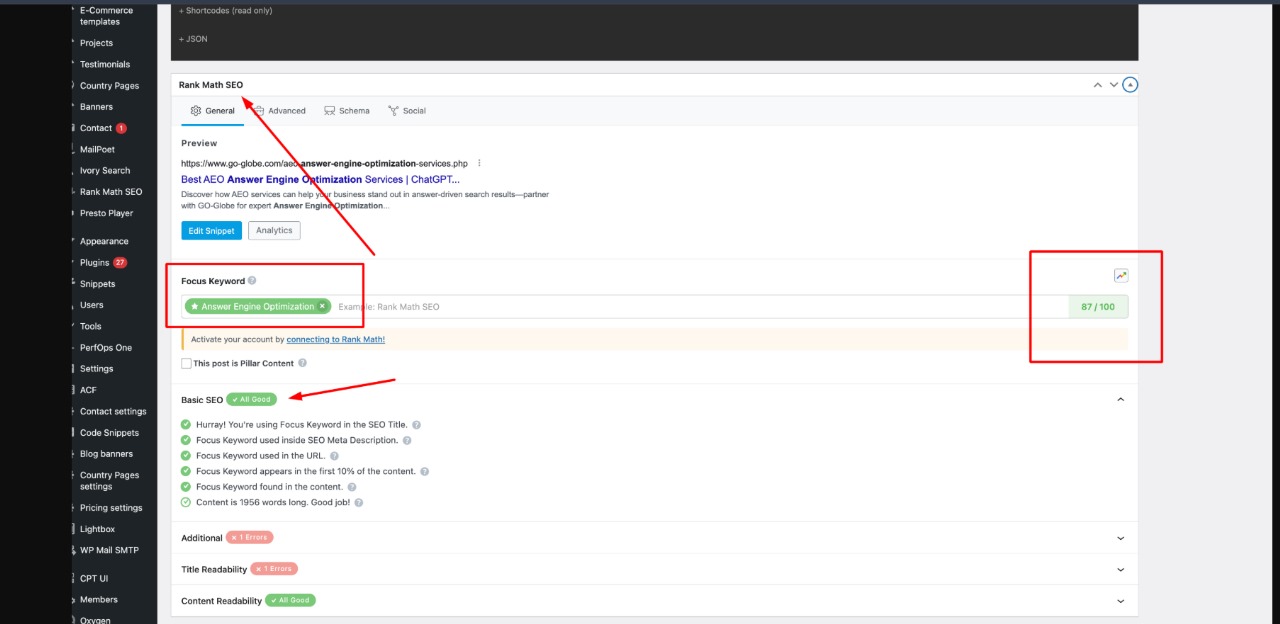 E-Commerce
templates
Projects
Testimonials
Country Pages
Banners
Contact 1
MailPoet
Ivory Search
Rank Math SEO
Presto Player
Appearance
Plugins 27
Snippets
Users
Tools
PerfOps One
Settings
ACF
Contact settings
Code Snippets
Blog banners
Country Pages
settings
Pricing settings
Lightbox
WP Mail SMTP
CPT UI
Members
Oxygen
+ Shortcodes (read only)
+ JSON
Rank Math SEO
General Advanced Schema Social
Preview
https://www.go-globe.com/aeo-answer-engine-optimization-services.php
Best AEO Answer Engine Optimization Services | ChatGPT...
Discover how AEO services can help your business stand out in answer-driven search results—partner
with GO-Globe for expert Answer Engine Optimization...
Edit Snippet Analytics
Focus Keyword ?
★ Answer Engine Optimization × Example: Rank Math SEO 87 / 100
Activate your account by connecting to Rank Math!
This post is Pillar Content ?
Basic SEO ✓ All Good
Hurray! You're using Focus Keyword in the SEO Title. ?
Focus Keyword used inside SEO Meta Description. ?
Focus Keyword used in the URL. ?
Focus Keyword appears in the first 10% of the content. ?
Focus Keyword found in the content. ?
Content is 1956 words long. Good job! ?
Additional × 1 Errors
Title Readability × 1 Errors
Content Readability ✓ All Good